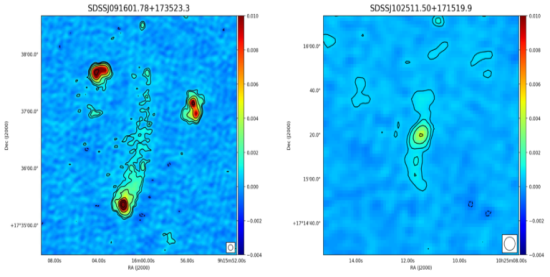 SDSSJ091601.78+173523.3
SDSSJ102511.50+171519.9
0.010
0.008
0.006
0.004
0.002
0.000
−0.002
−0.004
38'00.0"
37'00.0"
36'00.0"
+17°35'00.0"
Dec (J2000)
08.00s
04.00s
16m00.00s
56.00s
9h15m52.00s
RA (J2000)
0.010
0.008
0.006
0.004
0.002
0.000
−0.002
−0.004
16'00.0"
40.0"
20.0"
15'00.0"
+17°14'40.0"
Dec (J2000)
14.00s
12.00s
10.00s
RA (J2000)